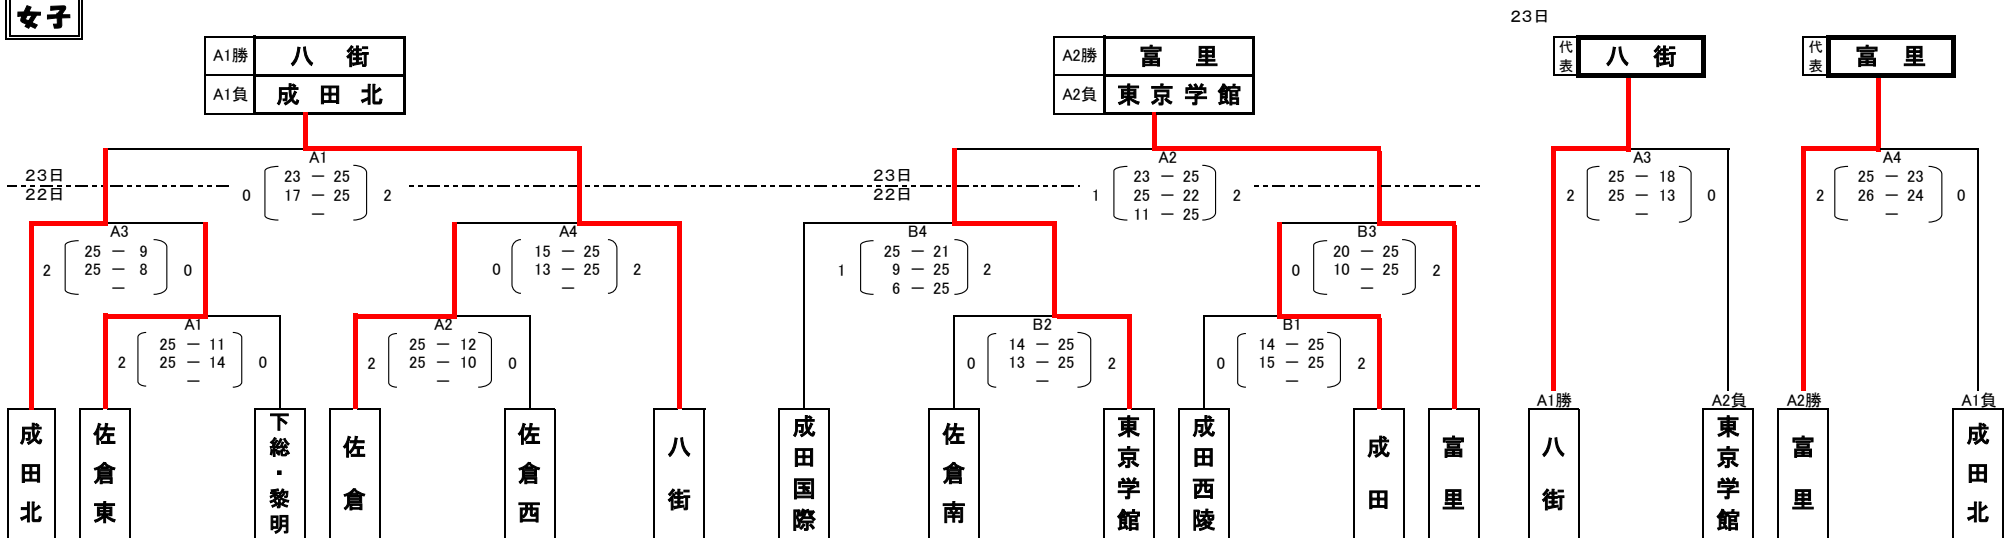 女子
23日
A1勝 八街
A1負 成田北
A2勝 富里
A2負 東京学館
代表 八街
代表 富里
A1
23日
22日
0 23 － 25 2
17 － 25
－
A2
23日
22日
1 23 － 25 2
25 － 22
11 － 25
A3
2 25 － 18 0
25 － 13
－
A4
2 25 － 23 0
26 － 24
－
A3
2 25 － 9 0
25 － 8
－
A4
0 15 － 25 2
13 － 25
－
B4
1 25 － 21 2
9 － 25
6 － 25
B3
0 20 － 25 2
10 － 25
－
A1
2 25 － 11 0
25 － 14
－
A2
2 25 － 12 0
25 － 10
－
B2
0 14 － 25 2
13 － 25
－
B1
0 14 － 25 2
15 － 25
－
A1勝
A2負
A2勝
A1負
成田北
佐倉東
下総・黎明
佐倉
佐倉西
八街
成田国際
佐倉南
東京学館
成田西陵
成田
富里
八街
東京学館
富里
成田北